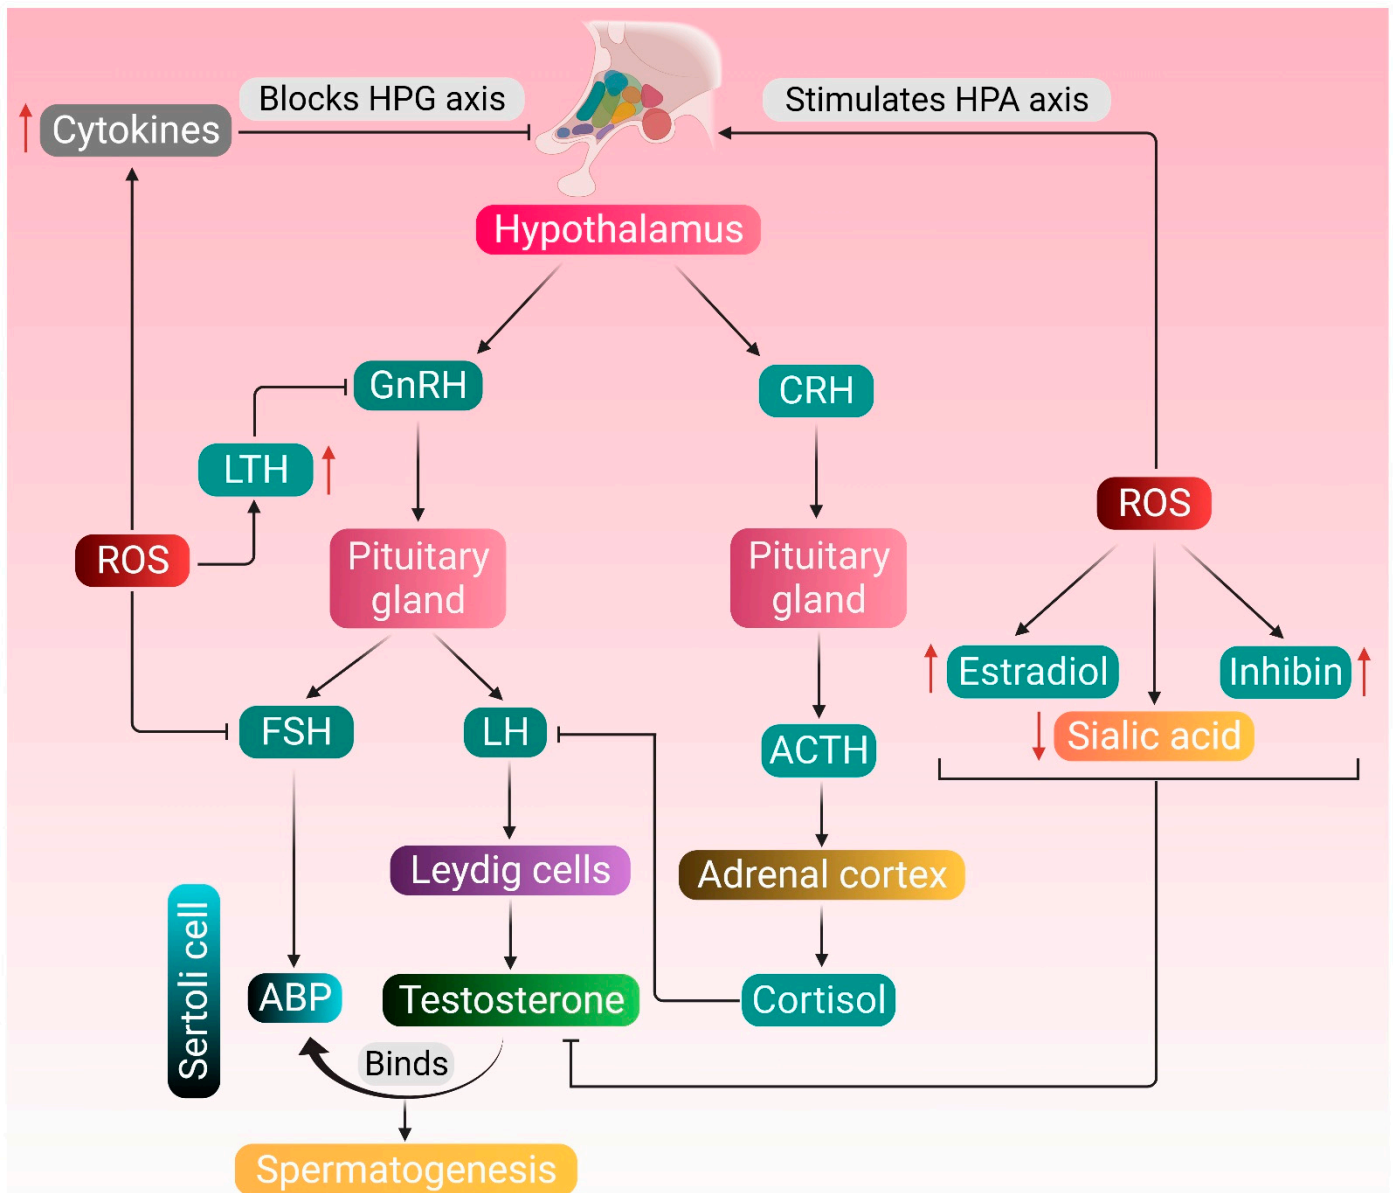 Blocks HPG axis
Stimulates HPA axis
Cytokines
Hypothalamus
GnRH
CRH
LTH
ROS
ROS
Pituitary
gland
Pituitary
gland
Estradiol
Inhibin
Sialic acid
FSH
LH
ACTH
Leydig cells
Adrenal cortex
Sertoli cell
ABP
Testosterone
Cortisol
Binds
Spermatogenesis